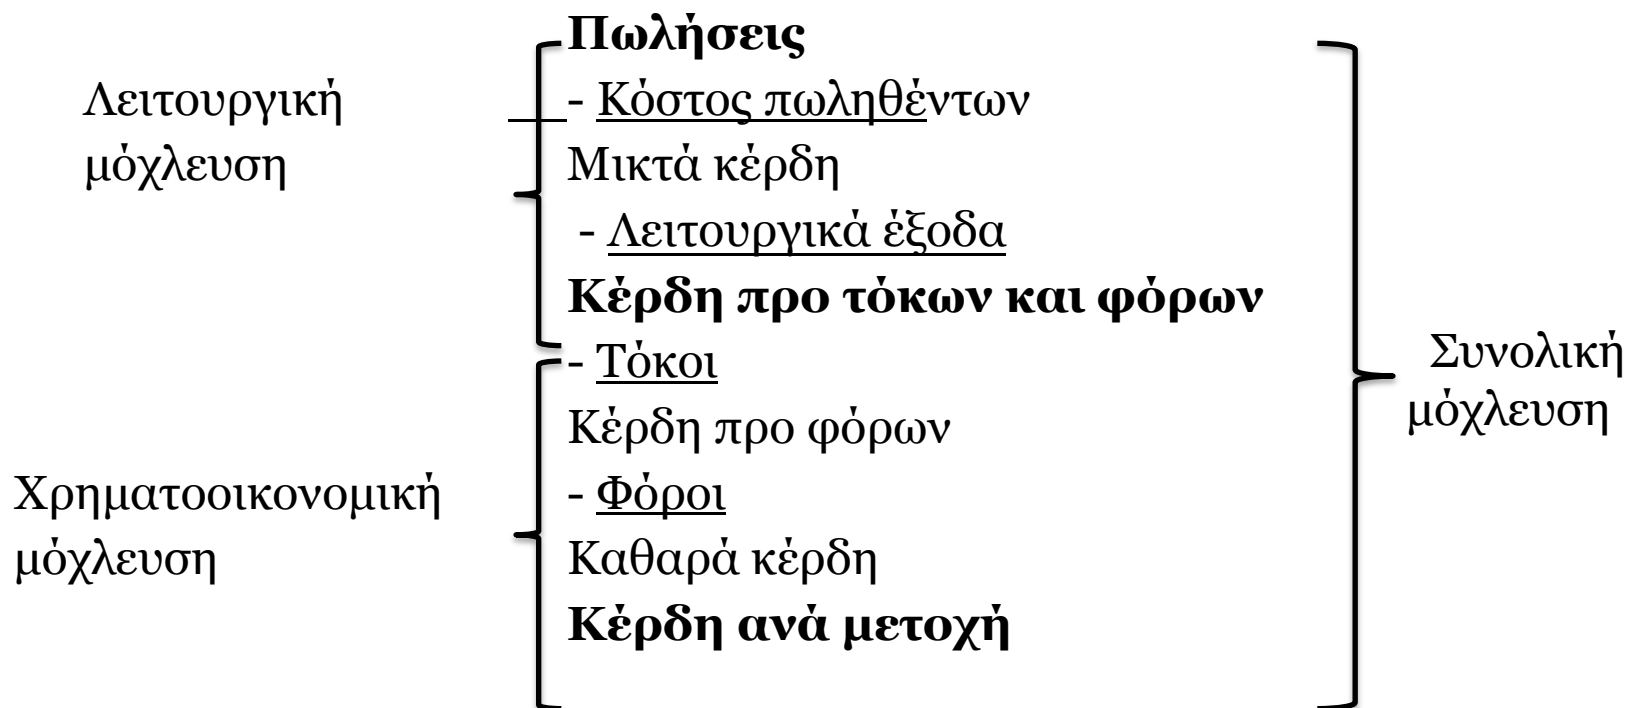 Πωλήσεις
Λειτουργική
μόχλευση
- Κόστος πωληθέντων
Μικτά κέρδη
- Λειτουργικά έξοδα
Κέρδη προ τόκων και φόρων
- Τόκοι
Κέρδη προ φόρων
Χρηματοοικονομική
μόχλευση
- Φόροι
Καθαρά κέρδη
Κέρδη ανά μετοχή
Συνολική
μόχλευση